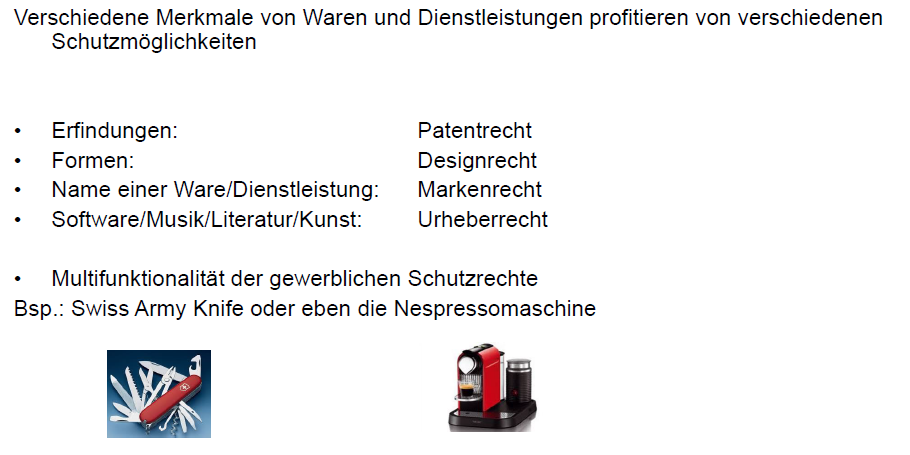 Verschiedene Merkmale von Waren und Dienstleistungen profitieren von verschiedenen
Schutzmöglichkeiten
• Erfindungen: Patentrecht
• Formen: Designrecht
• Name einer Ware/Dienstleistung: Markenrecht
• Software/Musik/Literatur/Kunst: Urheberrecht
• Multifunktionalität der gewerblichen Schutzrechte
Bsp.: Swiss Army Knife oder eben die Nespressomaschine